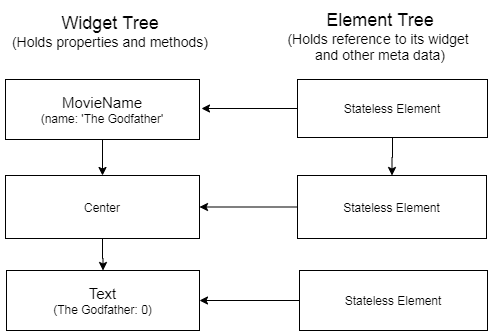 Widget Tree
(Holds properties and methods)
Element Tree
(Holds reference to its widget
and other meta data)
MovieName
(name: 'The Godfather'
Stateless Element
Center
Stateless Element
Text
(The Godfather: 0)
Stateless Element